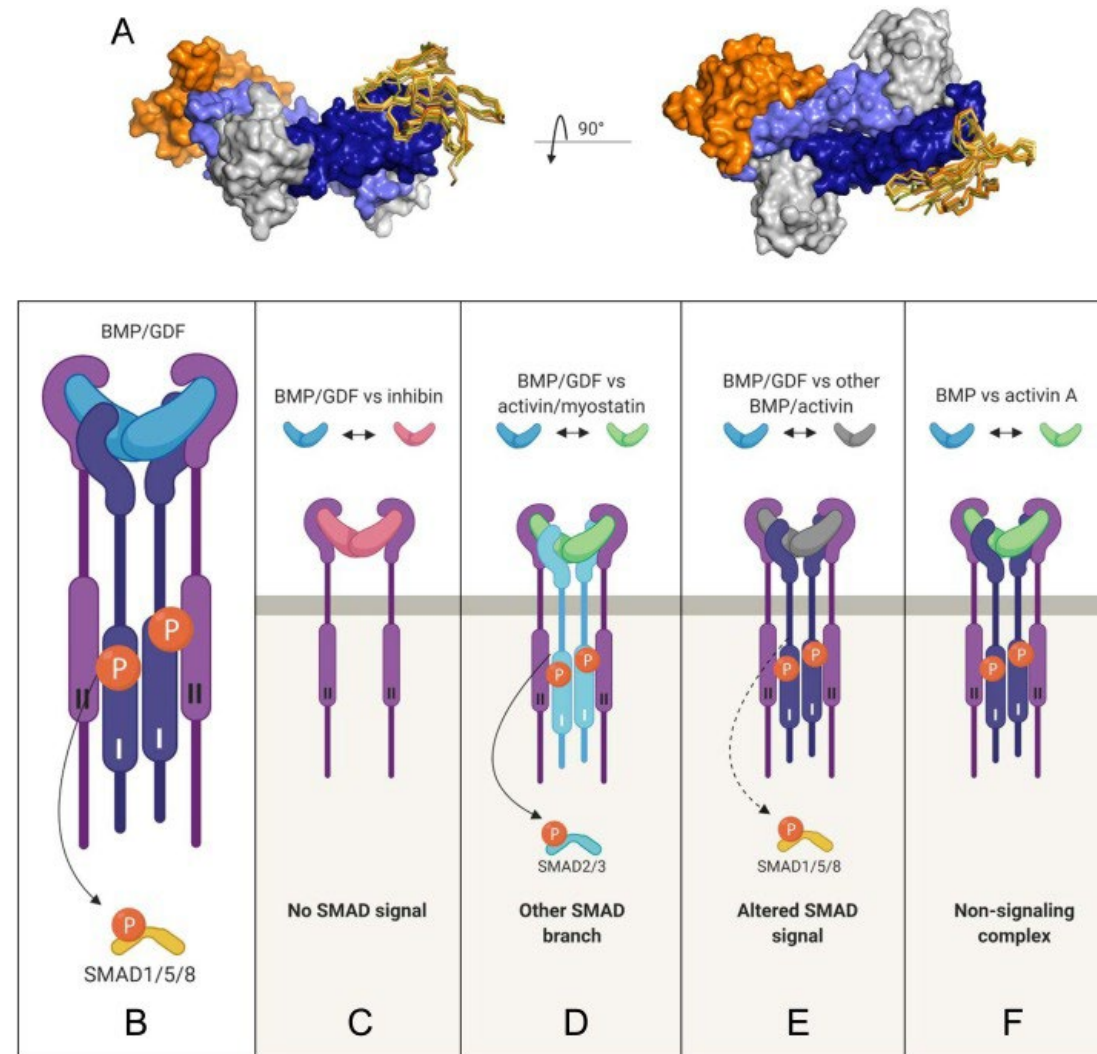 A
90°
BMP/GDF
P
P
II
II
I
I
P
SMAD1/5/8
B
BMP/GDF vs inhibin
II
II
No SMAD signal
C
BMP/GDF vs
activin/myostatin
P
P
II
II
I
I
P
SMAD2/3
Other SMAD
branch
D
BMP/GDF vs other
BMP/activin
P
P
II
II
I
I
P
SMAD1/5/8
Altered SMAD
signal
E
BMP vs activin A
P
P
II
II
I
I
Non-signaling
complex
F